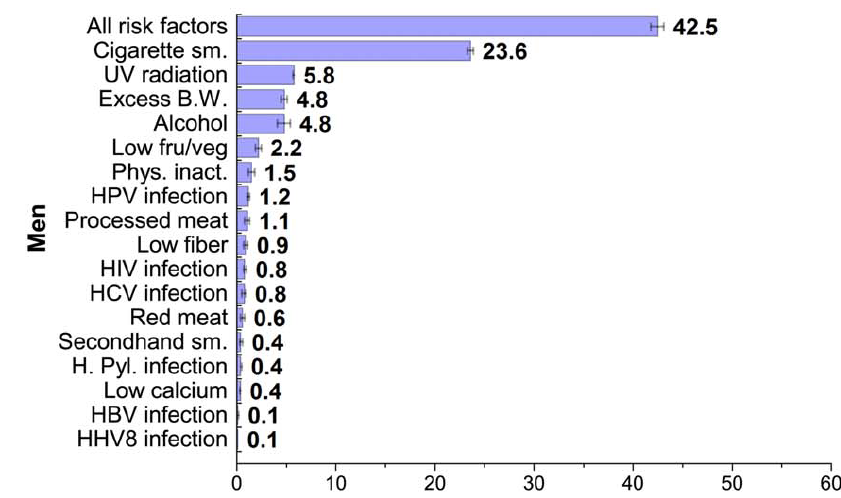 Men
All risk factors 42.5
Cigarette sm. 23.6
UV radiation 5.8
Excess B.W. 4.8
Alcohol 4.8
Low fru/veg 2.2
Phys. inact. 1.5
HPV infection 1.2
Processed meat 1.1
Low fiber 0.9
HIV infection 0.8
HCV infection 0.8
Red meat 0.6
Secondhand sm. 0.4
H. Pyl. infection 0.4
Low calcium 0.4
HBV infection 0.1
HHV8 infection 0.1
0 10 20 30 40 50 60